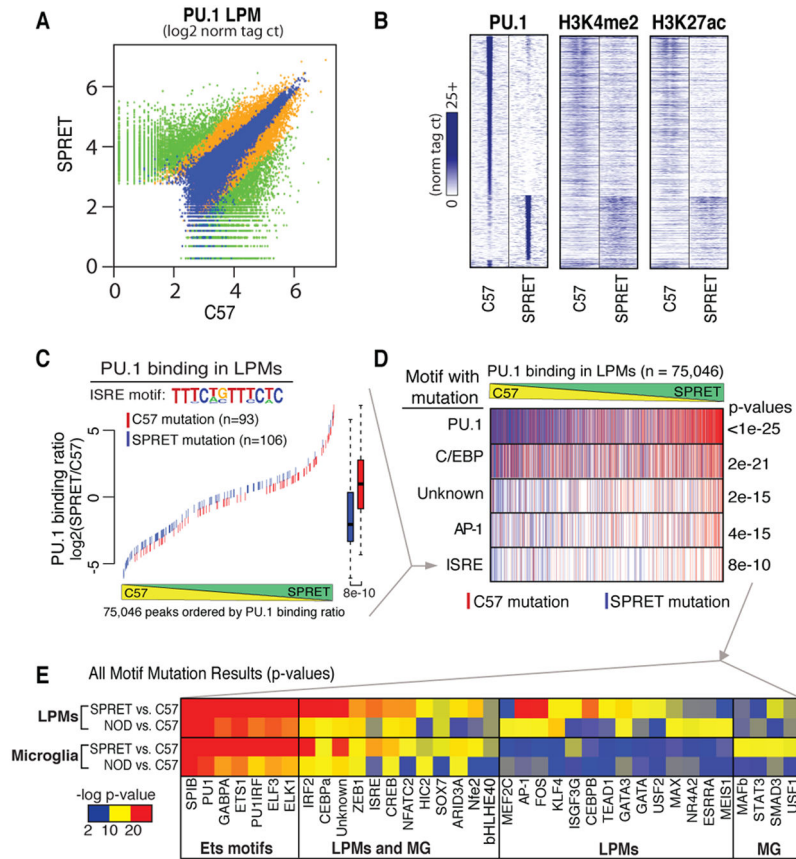 A
PU.1 LPM
(log2 norm tag ct)
SPRET
6
4
2
0
0 2 4 6
C57
B
PU.1 H3K4me2 H3K27ac
25+
(norm tag ct)
0
C57 SPRET C57 SPRET C57 SPRET
C
PU.1 binding in LPMs
ISRE motif: TTTCTGTTTCTC
C57 mutation (n=93)
SPRET mutation (n=106)
PU.1 binding ratio
log2(SPRET/C57)
5
0
-5
C57 SPRET
8e-10
75,046 peaks ordered by PU.1 binding ratio
D
PU.1 binding in LPMs (n = 75,046)
C57 SPRET
Motif with
mutation
p-values
PU.1 <1e-25
C/EBP 2e-21
Unknown 2e-15
AP-1 4e-15
ISRE 8e-10
C57 mutation SPRET mutation
E
All Motif Mutation Results (p-values)
LPMs
SPRET vs. C57
NOD vs. C57
Microglia
SPRET vs. C57
NOD vs. C57
-log p-value
2 10 20
SPIB PU1 GABPA ETS1 PU1IRF ELF3 ELK1
IRF2 CEBPa Unknown ZEB1 ISRE CREB NFATC2 HIC2 SOX7 ARID3A Nfe2 bHLHE40
MEF2C AP-1 FOS KLF4 ISGF3G CEBPB TEAD1 GATA3 GATA USF2 MAX NR4A2 ESRRA MEIS1
MAFb STAT3 SMAD3 USF1
Ets motifs LPMs and MG LPMs MG